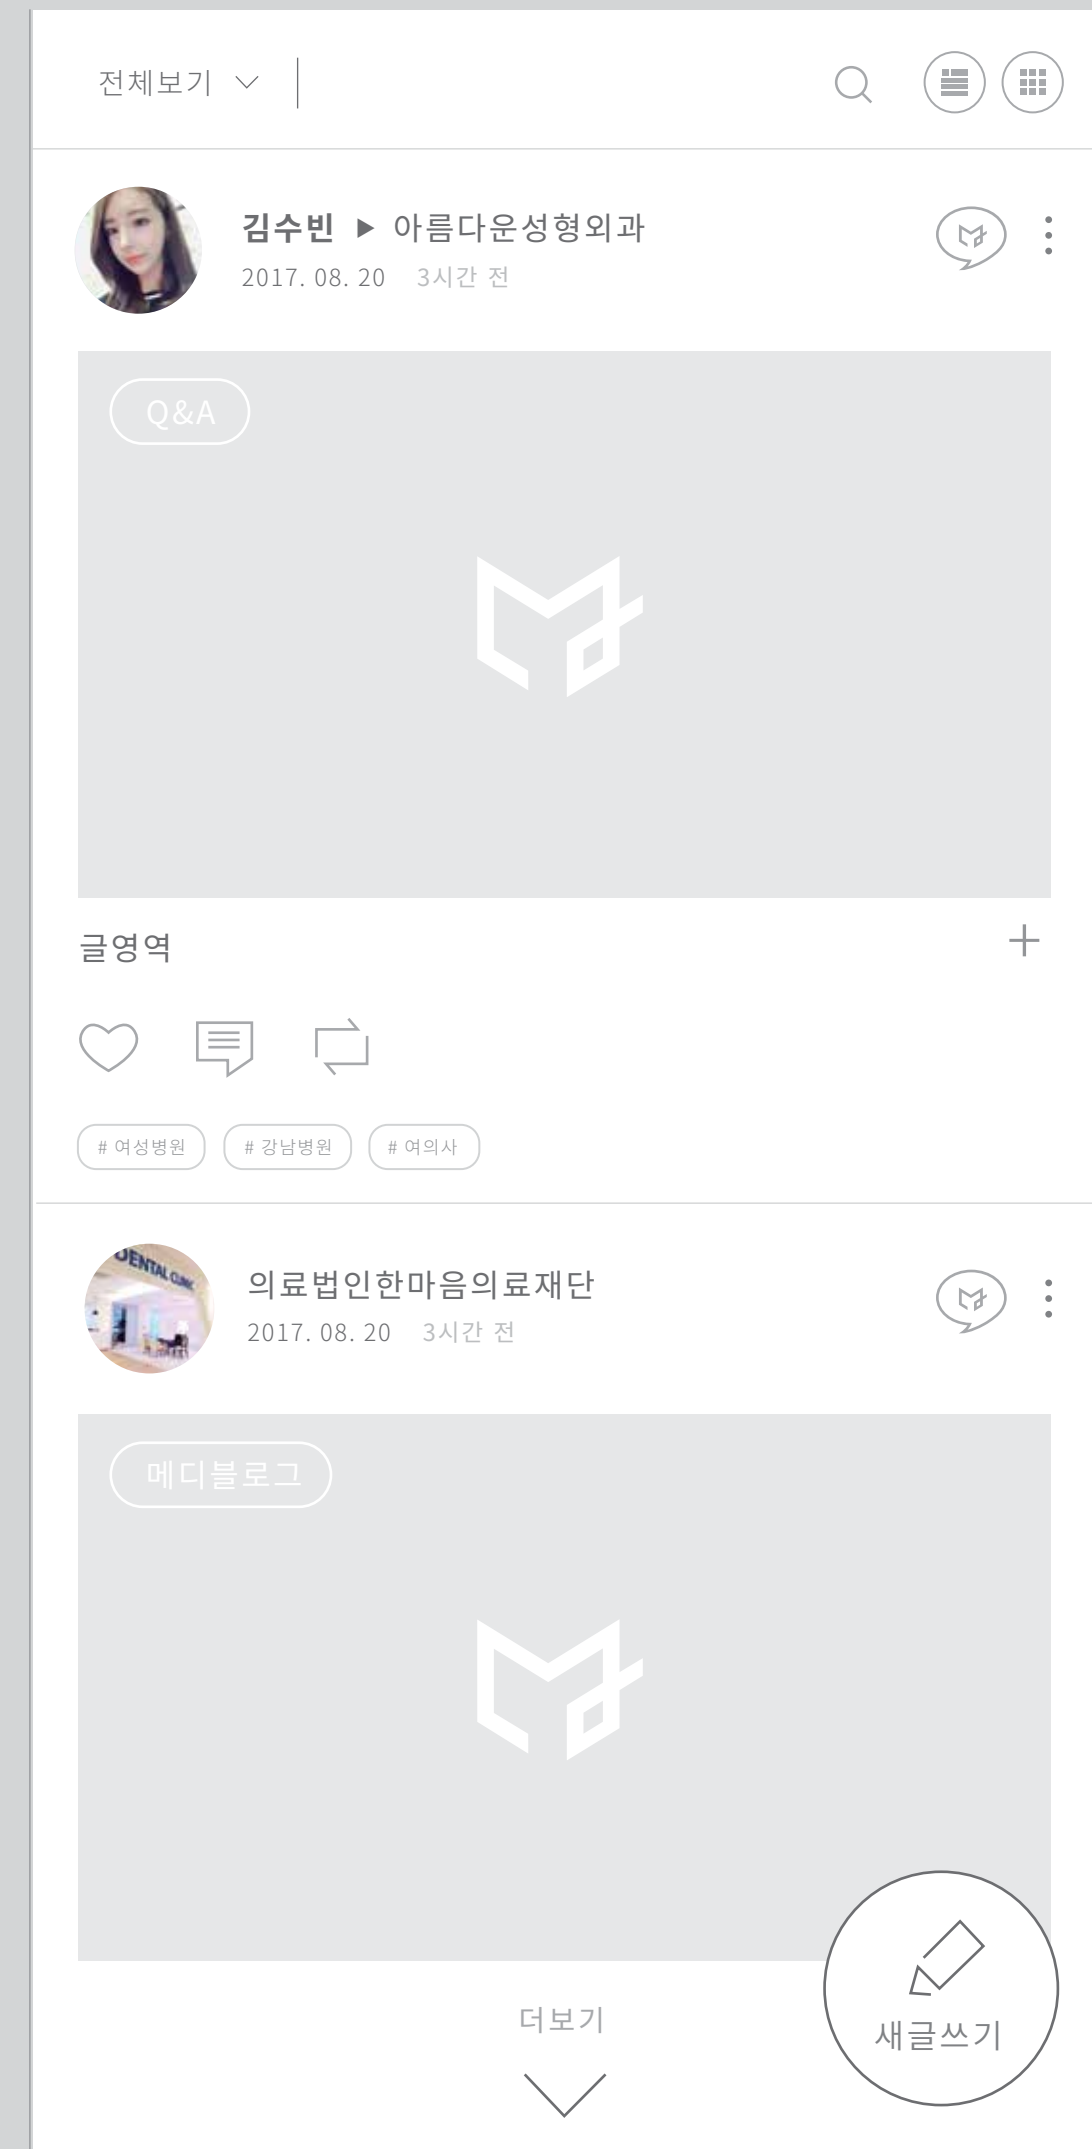 전체보기
김수빈 ▶ 아름다운성형외과
2017. 08. 20 3시간 전
Q&A
글영역
# 여성병원 # 강남병원 # 여의사
DENTAL CLINIC
의료법인한마음의료재단
2017. 08. 20 3시간 전
메디블로그
더보기
새글쓰기